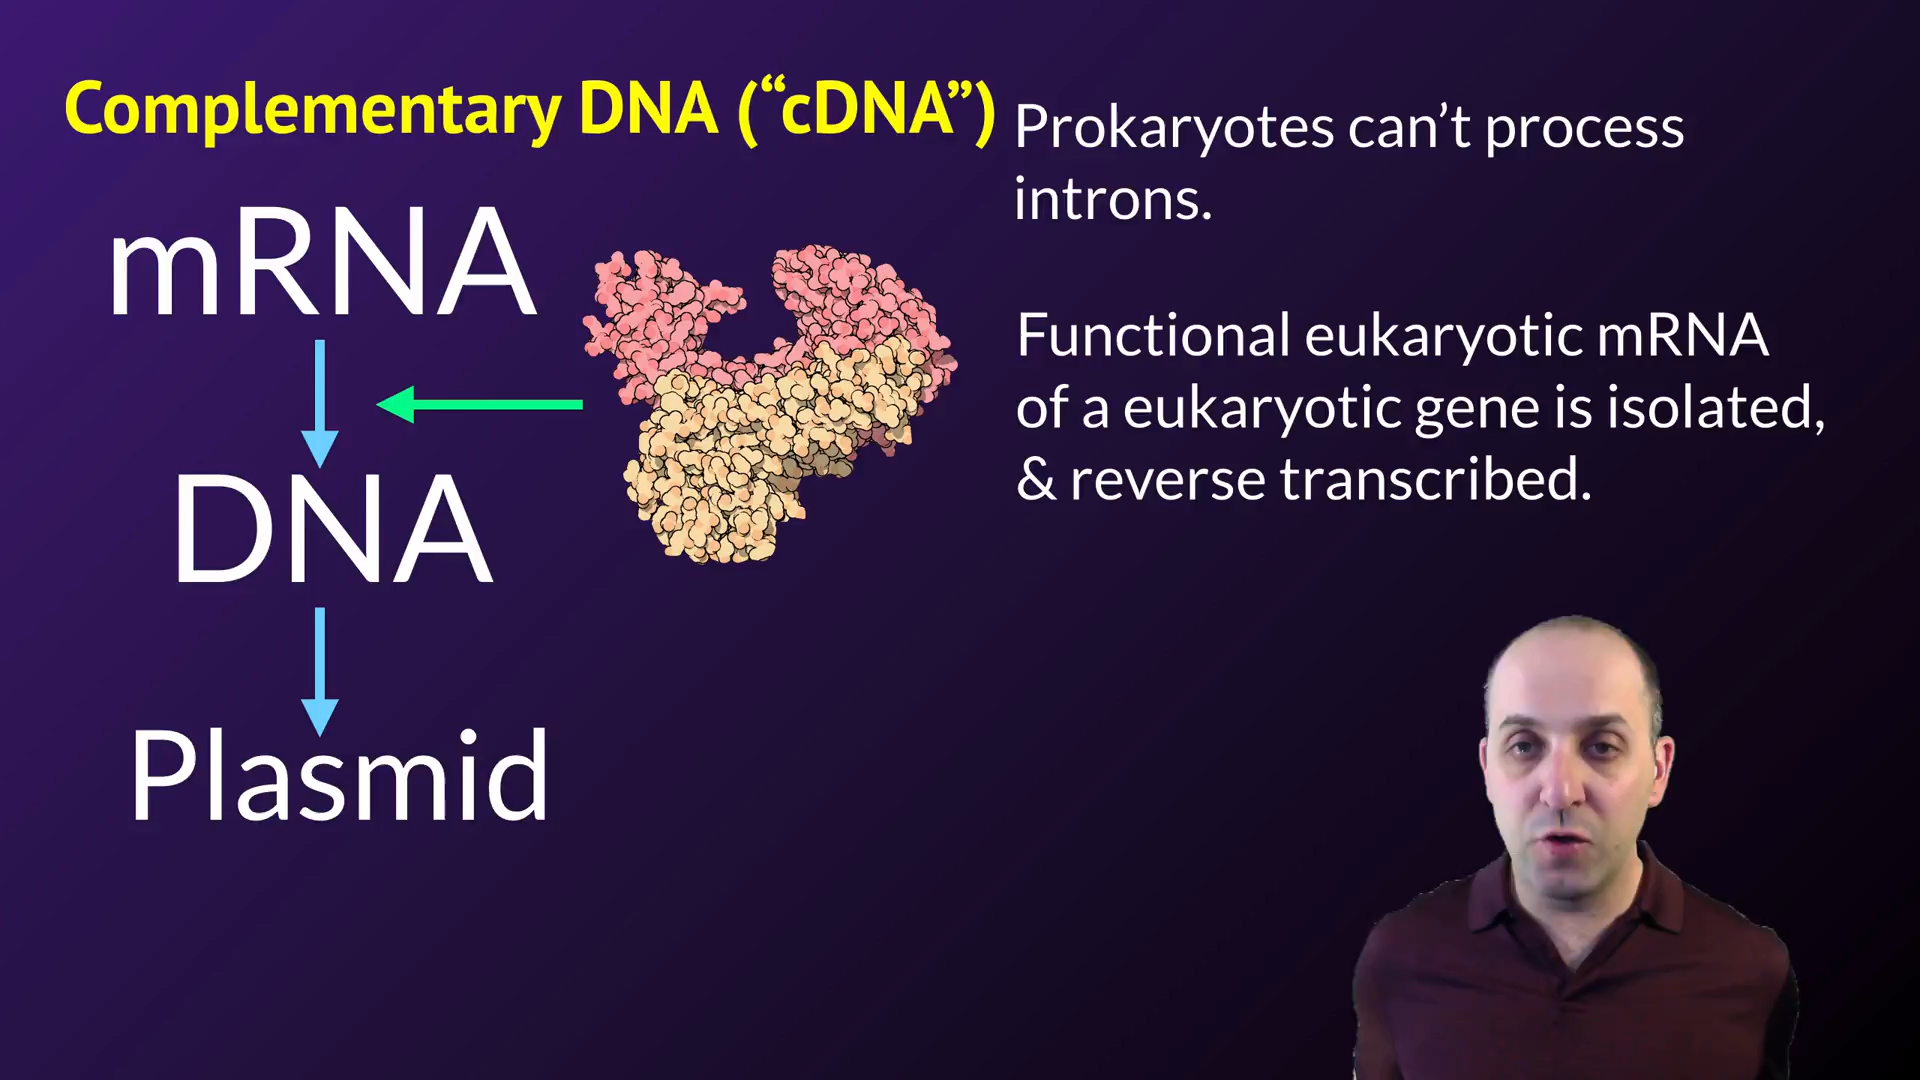 Complementary DNA (“cDNA”)
mRNA
DNA
Plasmid
Prokaryotes can’t process
introns.
Functional eukaryotic mRNA
of a eukaryotic gene is isolated,
& reverse transcribed.